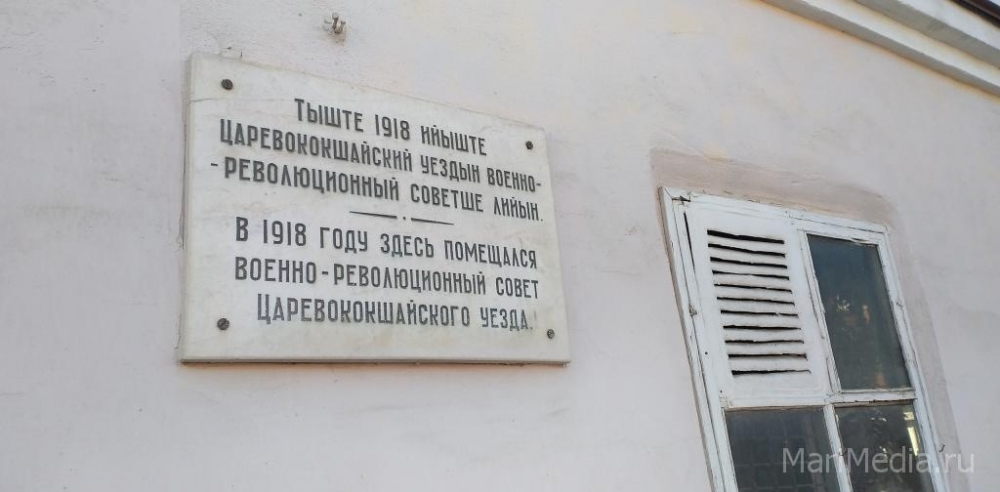 Тыште 1918 ийыште
Царевококшайский уездын военно-
-революционный советше лийын.
В 1918 году здесь помещался
военно-революционный совет
Царевококшайского уезда.
MariMedia.ru